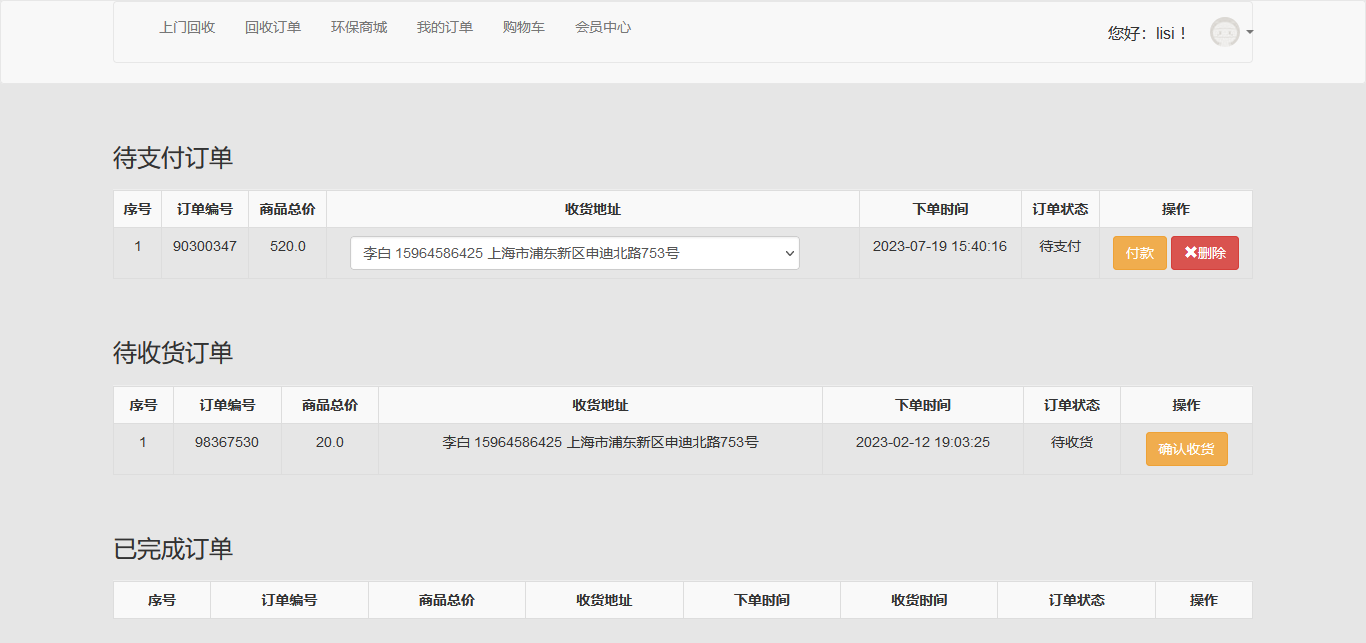 上门回收 回收订单 环保商城 我的订单 购物车 会员中心 您好：lisi！
待支付订单
序号 订单编号 商品总价 收货地址 下单时间 订单状态 操作
1 90300347 520.0 李白 15964586425 上海市浦东新区申迪北路753号 2023-07-19 15:40:16 待支付 付款 ✖删除
待收货订单
序号 订单编号 商品总价 收货地址 下单时间 订单状态 操作
1 98367530 20.0 李白 15964586425 上海市浦东新区申迪北路753号 2023-02-12 19:03:25 待收货 确认收货
已完成订单
序号 订单编号 商品总价 收货地址 下单时间 收货时间 订单状态 操作